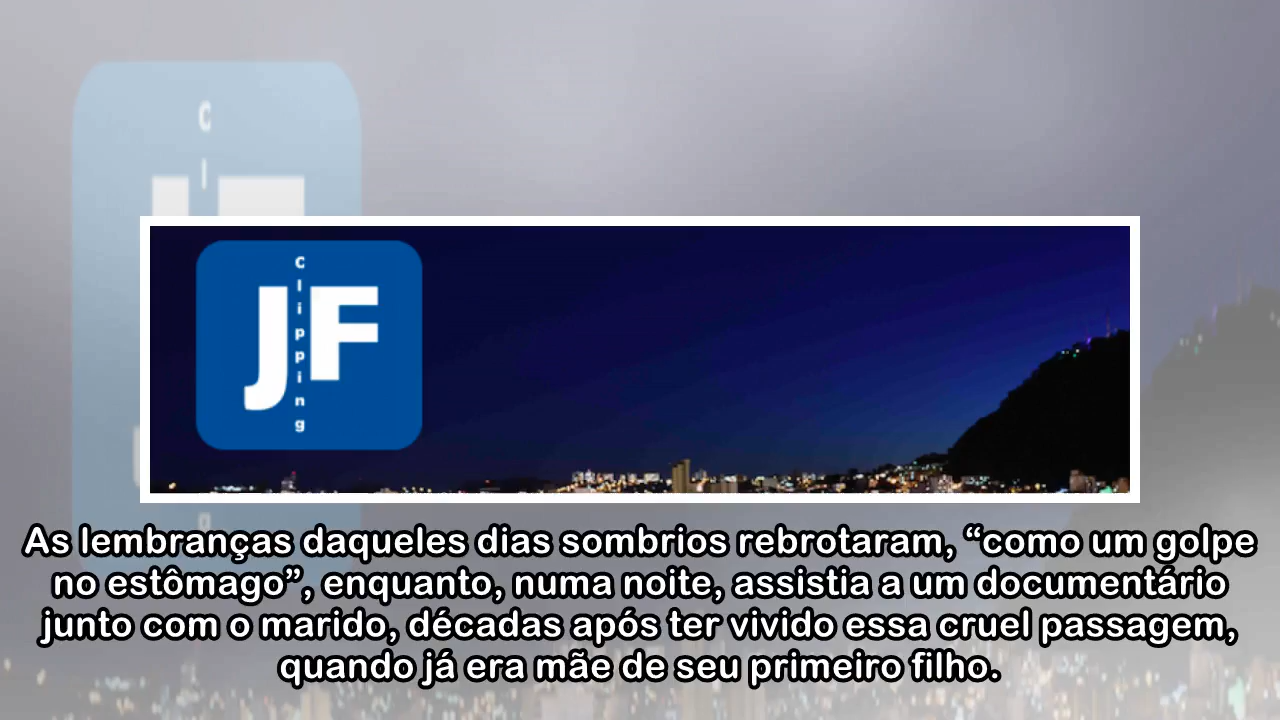 JF
Clipping
As lembranças daqueles dias sombrios rebrotaram, “como um golpe
no estômago”, enquanto, numa noite, assistia a um documentário
junto com o marido, décadas após ter vivido essa cruel passagem,
quando já era mãe de seu primeiro filho.